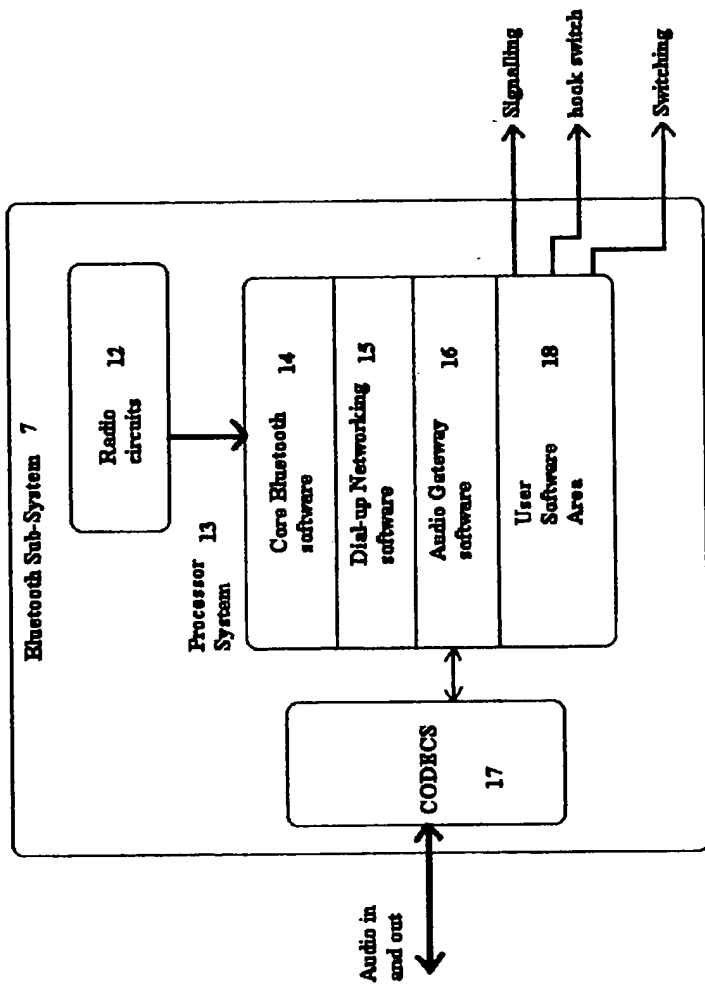 Bluetooth Sub-System 7
Radio 12
circuits
Processor 13
System
Core Bluetooth 14
software
Dial-up Networking 15
software
Audio Gateway 16
software
User
Software 18
Area
CODECS
17
Audio in
and out
Signalling
hook switch
Switching